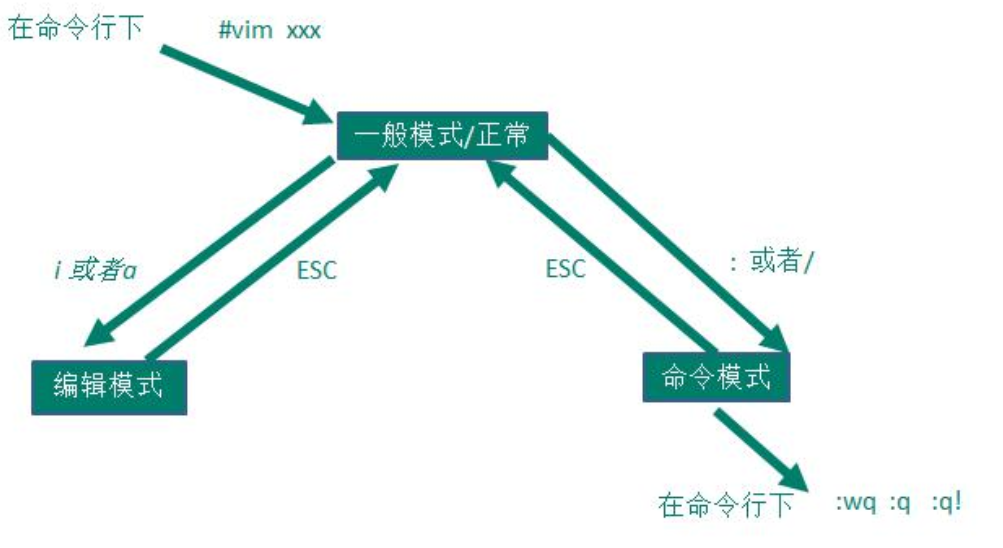 在命令行下 #vim xxx
一般模式/正常
i 或者a ESC ESC : 或者/
编辑模式 命令模式
在命令行下 :wq :q :q!